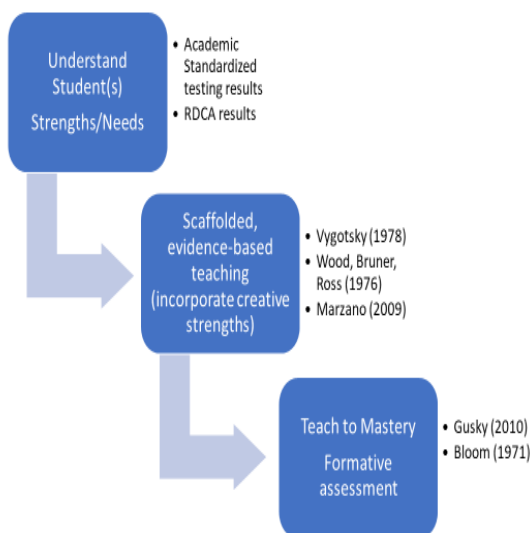 Understand
Student(s)
Strengths/Needs
• Academic
Standardized
testing results
• RDCA results
Scaffolded,
evidence-based
teaching
(incorporate creative
strengths)
• Vygotsky (1978)
• Wood, Bruner,
Ross (1976)
• Marzano (2009)
Teach to Mastery
Formative
assessment
• Gusky (2010)
• Bloom (1971)